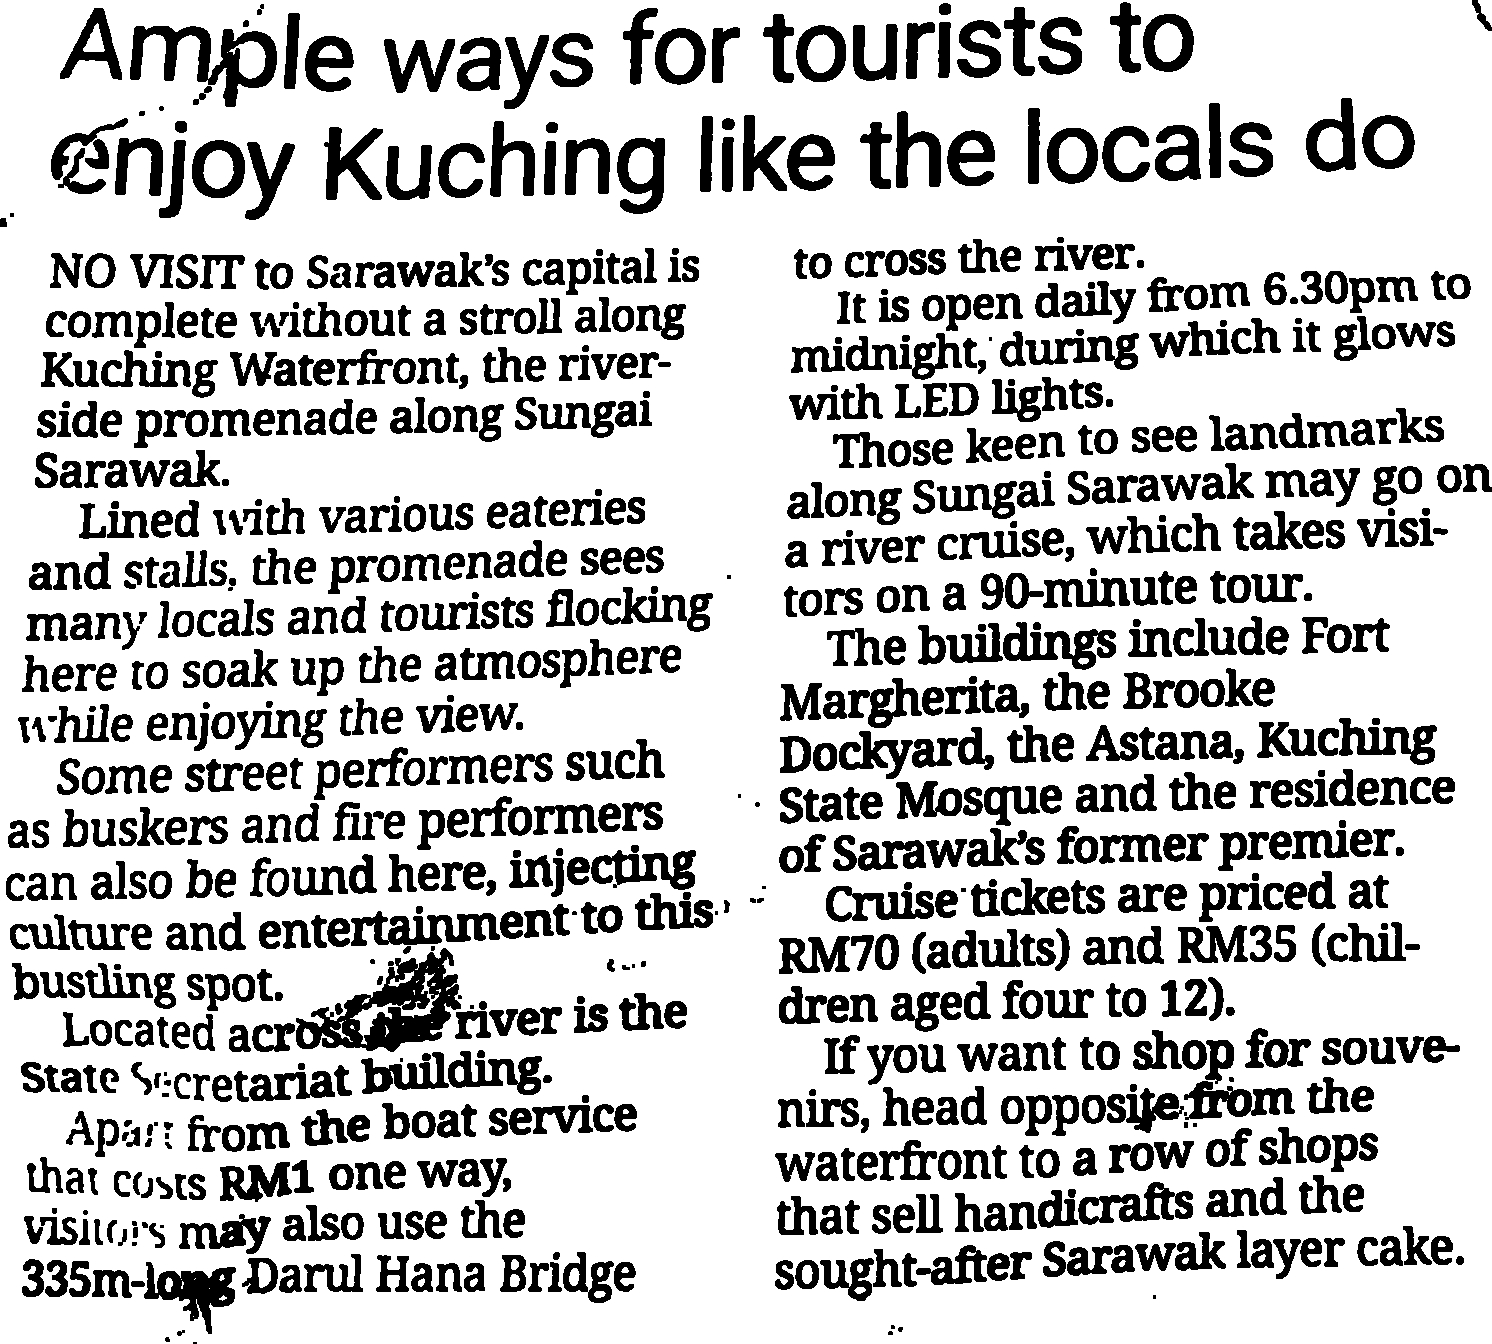 Ample ways for tourists to
enjoy Kuching like the locals do
NO VISIT to Sarawak's capital is
complete without a stroll along
Kuching Waterfront, the river-
side promenade along Sungai
Sarawak.
Lined with various eateries
and stalls, the promenade sees
many locals and tourists flocking
here to soak up the atmosphere
while enjoying the view.
Some street performers such
as buskers and fire performers
can also be found here, injecting
culture and entertainment to this
bustling spot.
Located across the river is the
State Secretariat building.
Apart from the boat service
that costs RM1 one way,
visitors may also use the
335m-long Darul Hana Bridge
to cross the river.
It is open daily from 6.30pm to
midnight, during which it glows
with LED lights.
Those keen to see landmarks
along Sungai Sarawak may go on
a river cruise, which takes visi-
tors on a 90-minute tour.
The buildings include Fort
Margherita, the Brooke
Dockyard, the Astana, Kuching
State Mosque and the residence
of Sarawak's former premier.
Cruise tickets are priced at
RM70 (adults) and RM35 (chil-
dren aged four to 12).
If you want to shop for souve-
nirs, head opposite from the
waterfront to a row of shops
that sell handicrafts and the
sought-after Sarawak layer cake.